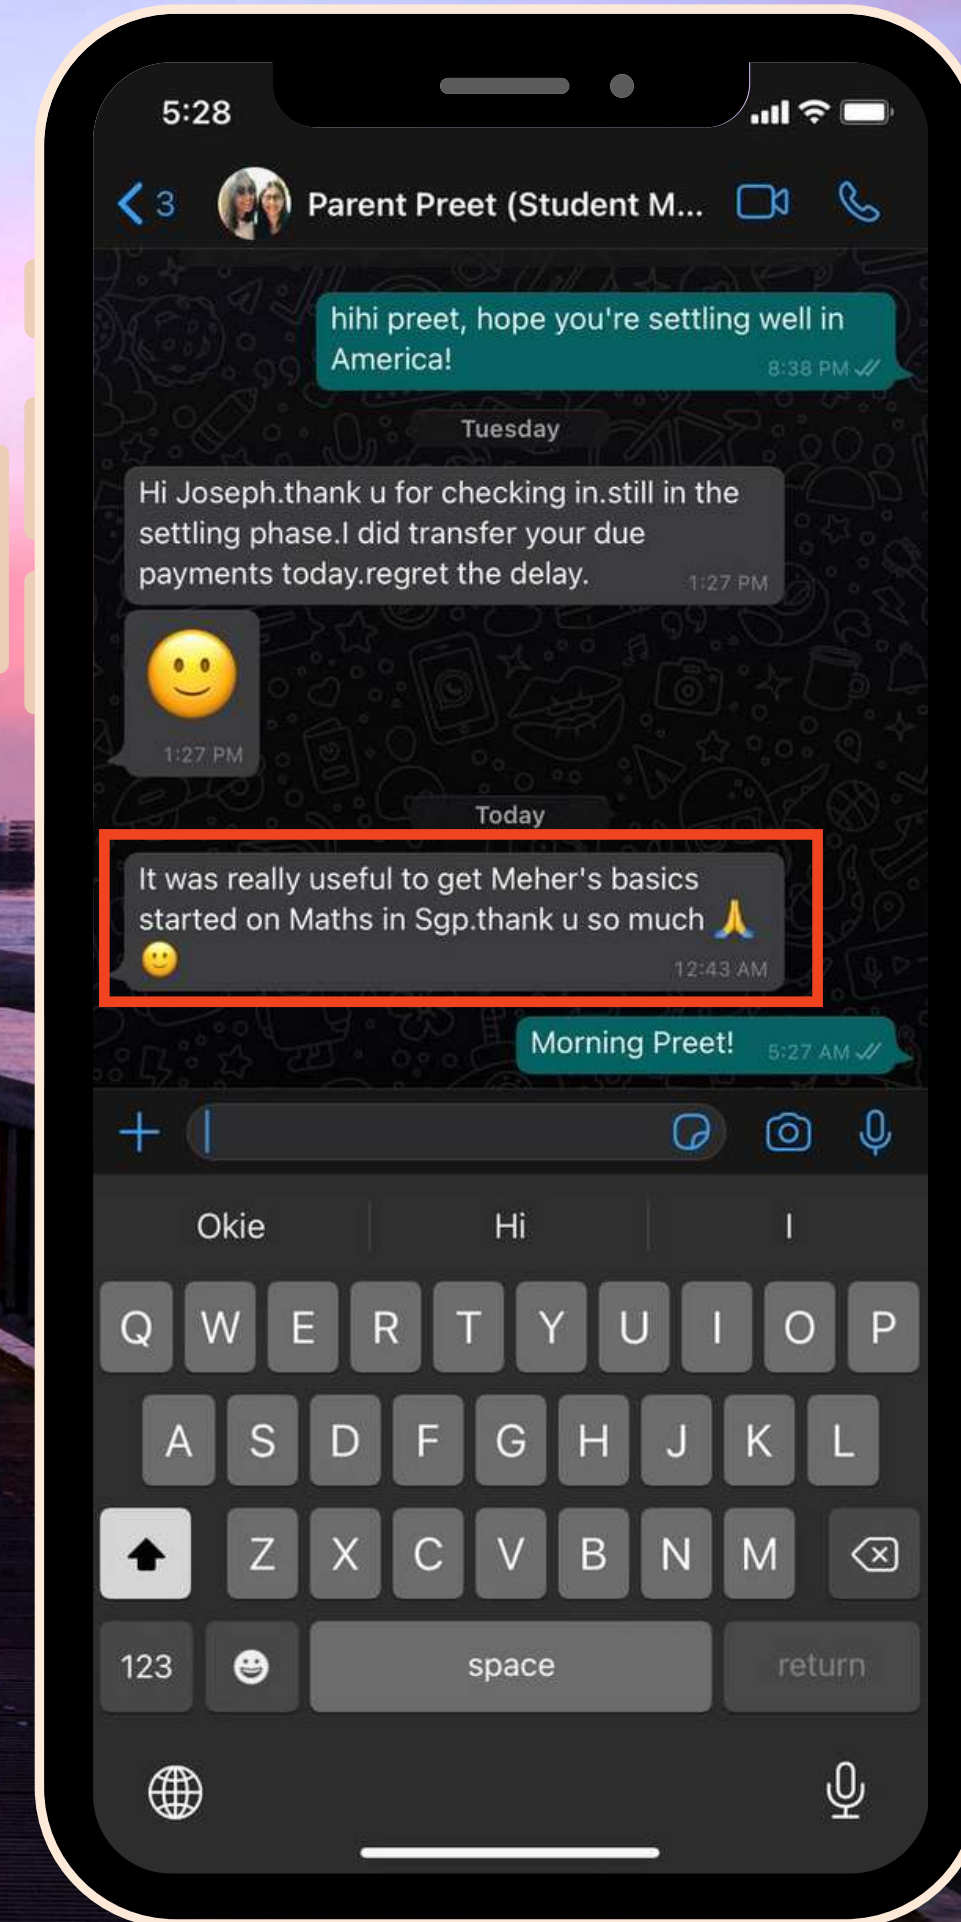 5:28
3
Parent Preet (Student M...
hihi preet, hope you're settling well in
America!
8:38 PM
Tuesday
Hi Joseph.thank u for checking in.still in the
settling phase.I did transfer your due
payments today.regret the delay.
1:27 PM
🙂
1:27 PM
Today
It was really useful to get Meher's basics
started on Maths in Sgp.thank u so much 🙏
🙂
12:43 AM
Morning Preet!
5:27 AM
Okie Hi I
Q W E R T Y U I O P
A S D F G H J K L
Z X C V B N M
123 space return